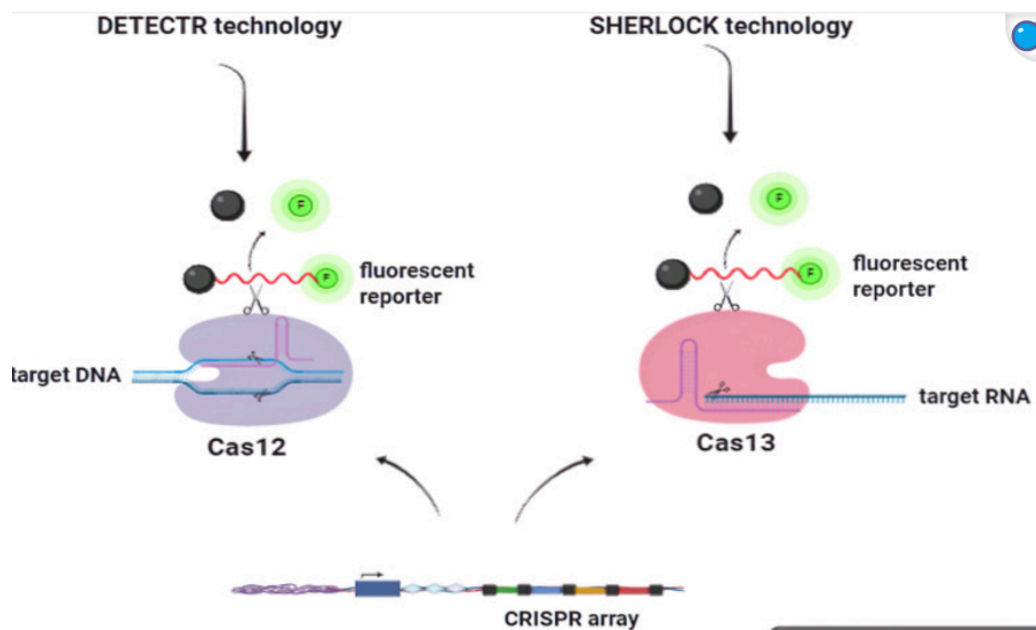 DETECTR technology
SHERLOCK technology
F
F
F
fluorescent
reporter
F
fluorescent
reporter
target DNA
target RNA
Cas12
Cas13
CRISPR array